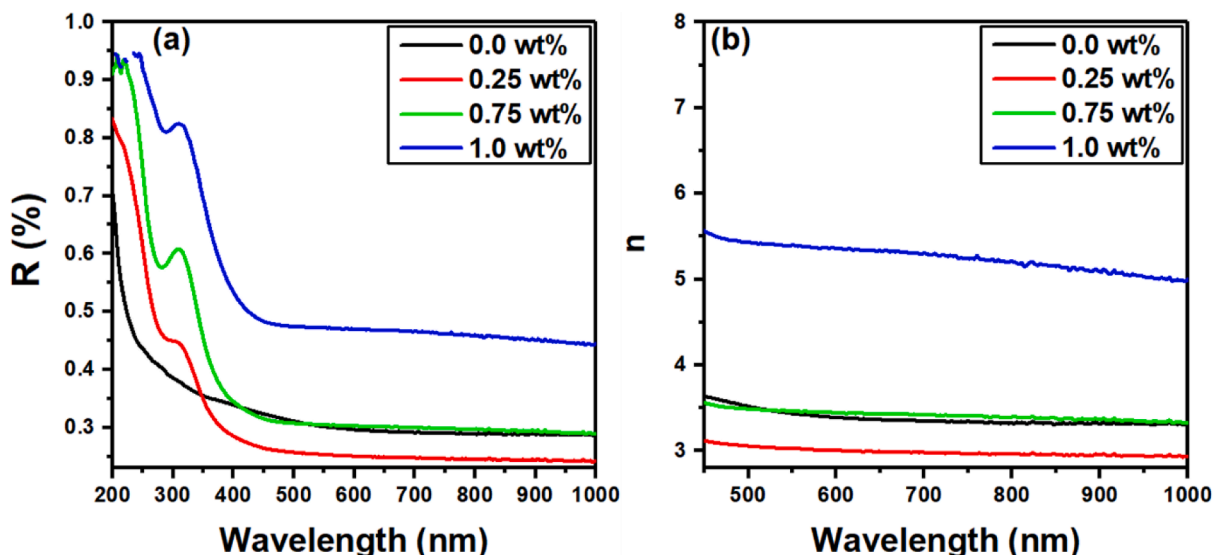 (a)
0.0 wt%
0.25 wt%
0.75 wt%
1.0 wt%
1.0
0.9
0.8
0.7
0.6
0.5
0.4
0.3
R (%)
200 300 400 500 600 700 800 900 1000
Wavelength (nm)
(b)
0.0 wt%
0.25 wt%
0.75 wt%
1.0 wt%
8
7
6
5
4
3
n
500 600 700 800 900 1000
Wavelength (nm)